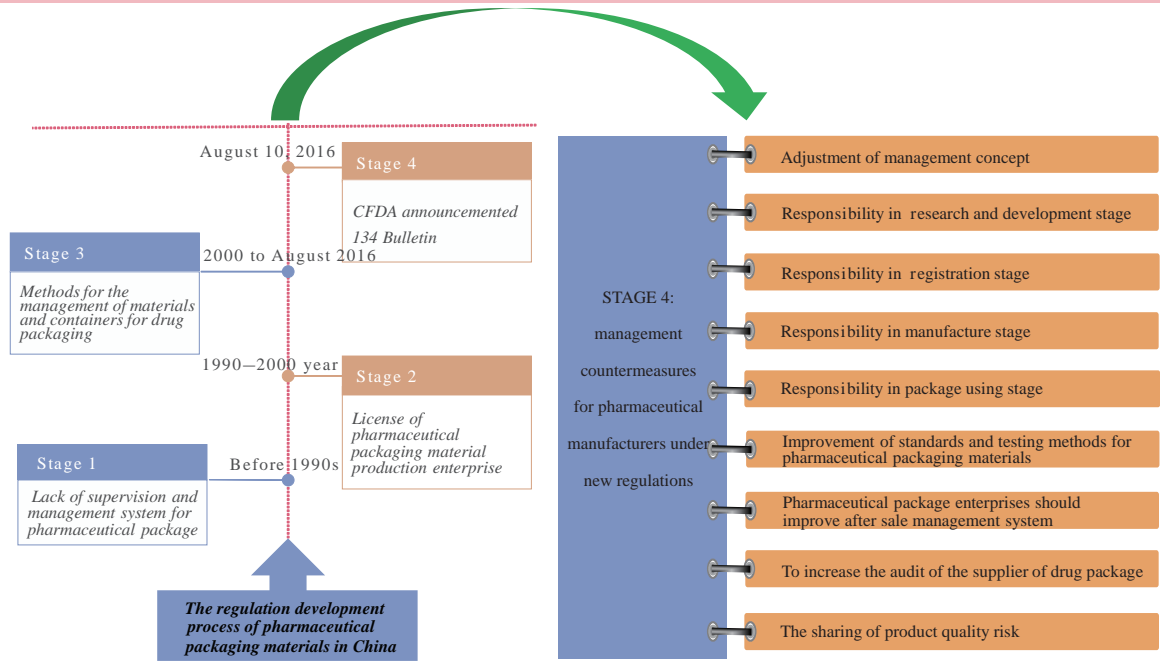 August 10, 2016
Stage 4
CFDA announcemented
134 Bulletin
Stage 3
2000 to August 2016
Methods for the
management of materials
and containers for drug
packaging
1990—2000 year
Stage 2
License of
pharmaceutical
packaging material
production enterprise
Stage 1
Before 1990s
Lack of supervision and
management system for
pharmaceutical package
The regulation development
process of pharmaceutical
packaging materials in China
STAGE 4:
management
countermeasures
for pharmaceutical
manufacturers under
new regulations
Adjustment of management concept
Responsibility in research and development stage
Responsibility in registration stage
Responsibility in manufacture stage
Responsibility in package using stage
Improvement of standards and testing methods for
pharmaceutical packaging materials
Pharmaceutical package enterprises should
improve after sale management system
To increase the audit of the supplier of drug package
The sharing of product quality risk